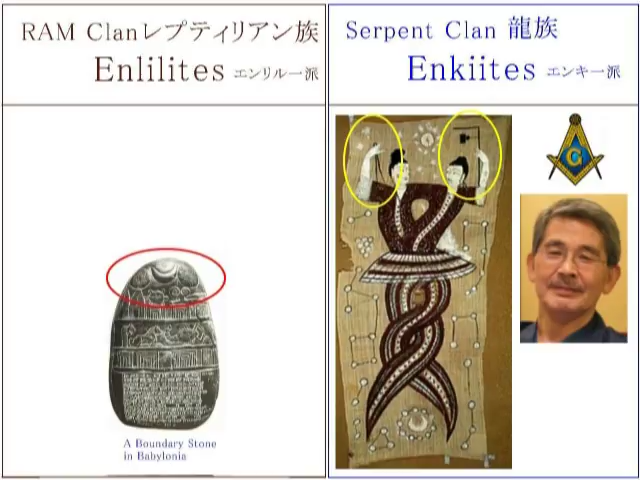 RAM Clanレプティリアン族
Enlilites エンリル一派
A Boundary Stone
in Babylonia
Serpent Clan 龍族
Enkiites エンキ一派
G